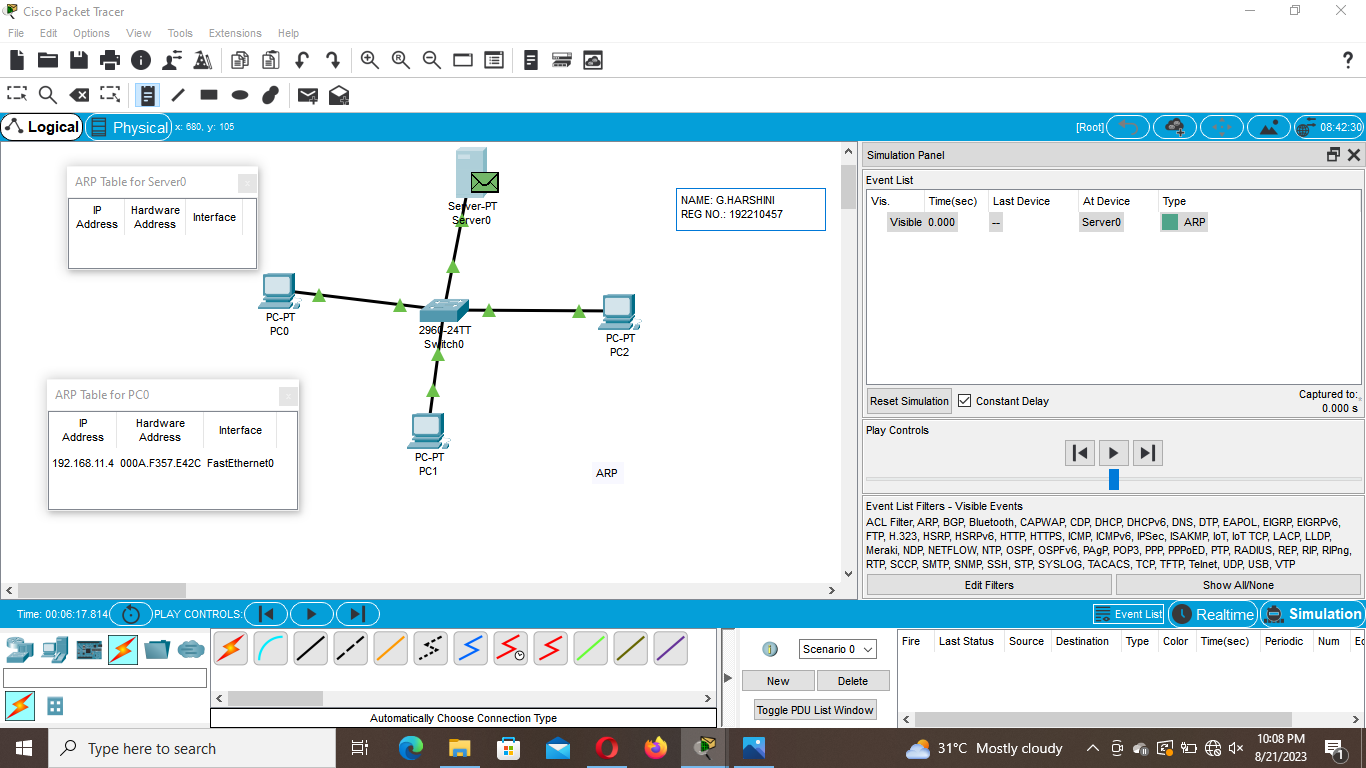 Cisco Packet Tracer
File Edit Options View Tools Extensions Help
?
Logical Physical x: 680, y: 105 [Root] 08:42:30
ARP Table for Server0
IP Address Hardware Address Interface
Server-PT
Server0
NAME: G.HARSHINI
REG NO.: 192210457
PC-PT
PC0
2960-24TT
Switch0
PC-PT
PC2
ARP Table for PC0
IP Address Hardware Address Interface
192.168.11.4 000A.F357.E42C FastEthernet0
PC-PT
PC1
ARP
Simulation Panel
Event List
Vis. Time(sec) Last Device At Device Type
Visible 0.000 -- Server0 ARP
Reset Simulation Constant Delay Captured to:
0.000 s
Play Controls
Event List Filters - Visible Events
ACL Filter, ARP, BGP, Bluetooth, CAPWAP, CDP, DHCP, DHCPv6, DNS, DTP, EAPOL, EIGRP, EIGRPv6,
FTP, H.323, HSRP, HSRPv6, HTTP, HTTPS, ICMP, ICMPv6, IPSec, ISAKMP, IoT, IoT TCP, LACP, LLDP,
Meraki, NDP, NETFLOW, NTP, OSPF, OSPFv6, PAgP, POP3, PPP, PPPoED, PTP, RADIUS, REP, RIP, RIPng,
RTP, SCCP, SMTP, SNMP, SSH, STP, SYSLOG, TACACS, TCP, TFTP, Telnet, UDP, USB, VTP
Edit Filters Show All/None
Time: 00:06:17.814 PLAY CONTROLS: Event List Realtime Simulation
Scenario 0
New Delete
Toggle PDU List Window
Fire Last Status Source Destination Type Color Time(sec) Periodic Num
Automatically Choose Connection Type
Type here to search
31°C Mostly cloudy
10:08 PM
8/21/2023
1